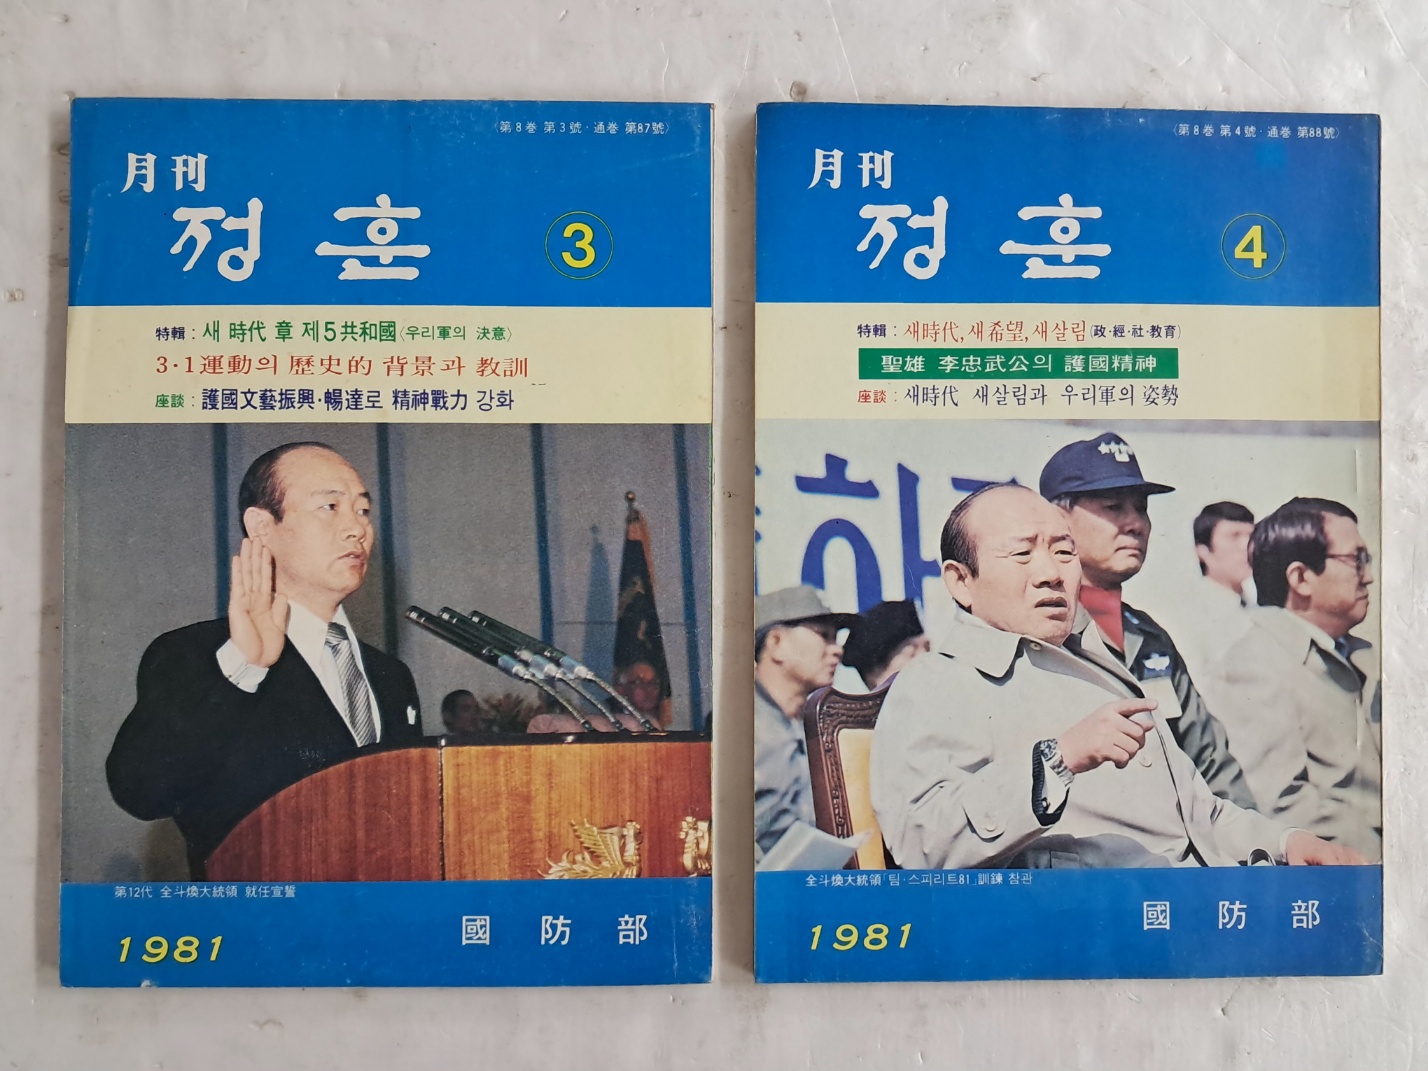 〈第8巻 第3號·通巻 第87號〉
月刊
정훈
3
特輯 : 새 時代 章 제5共和國〈우리軍의 決意〉
3·1運動의 歷史的 背景과 教訓
座談 : 護國文藝振興·暢達로 精神戰力 강화
第12代 全斗煥大統領 就任宣誓
1981
國防部
〈第8巻 第4號·通巻 第88號〉
月刊
정훈
4
特輯 : 새時代, 새希望, 새살림(政·經·社·教育)
聖雄 李忠武公의 護國精神
座談 : 새時代 새살림과 우리軍의 姿勢
하
全斗煥大統領「팀·스피리트81」訓鍊 참관
1981
國防部